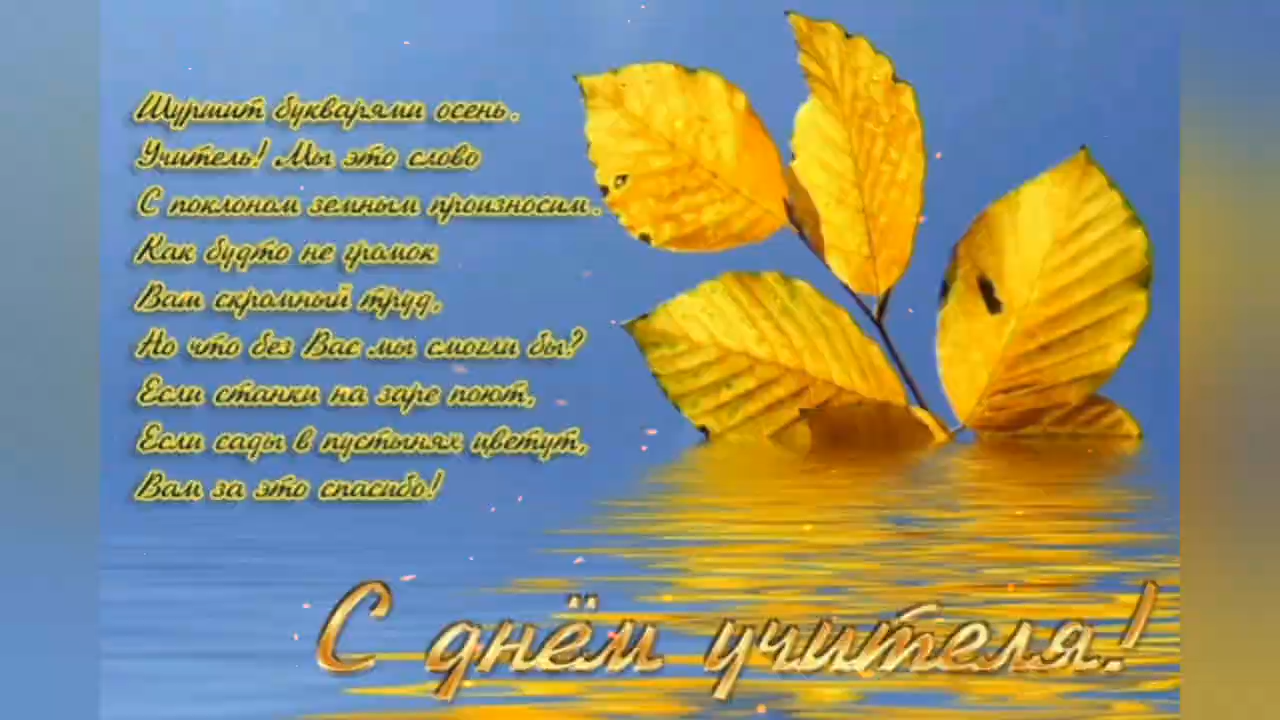 Шуршит букварями осень.
Учитель! Мы это слово
С поклоном земным произносим.
Как будто не громок
Вам скромный труд,
Но что без Вас мы смогли бы?
Если станки на заре поют,
Если сады в пустынях цветут,
Вам за это спасибо!
С днём учителя!